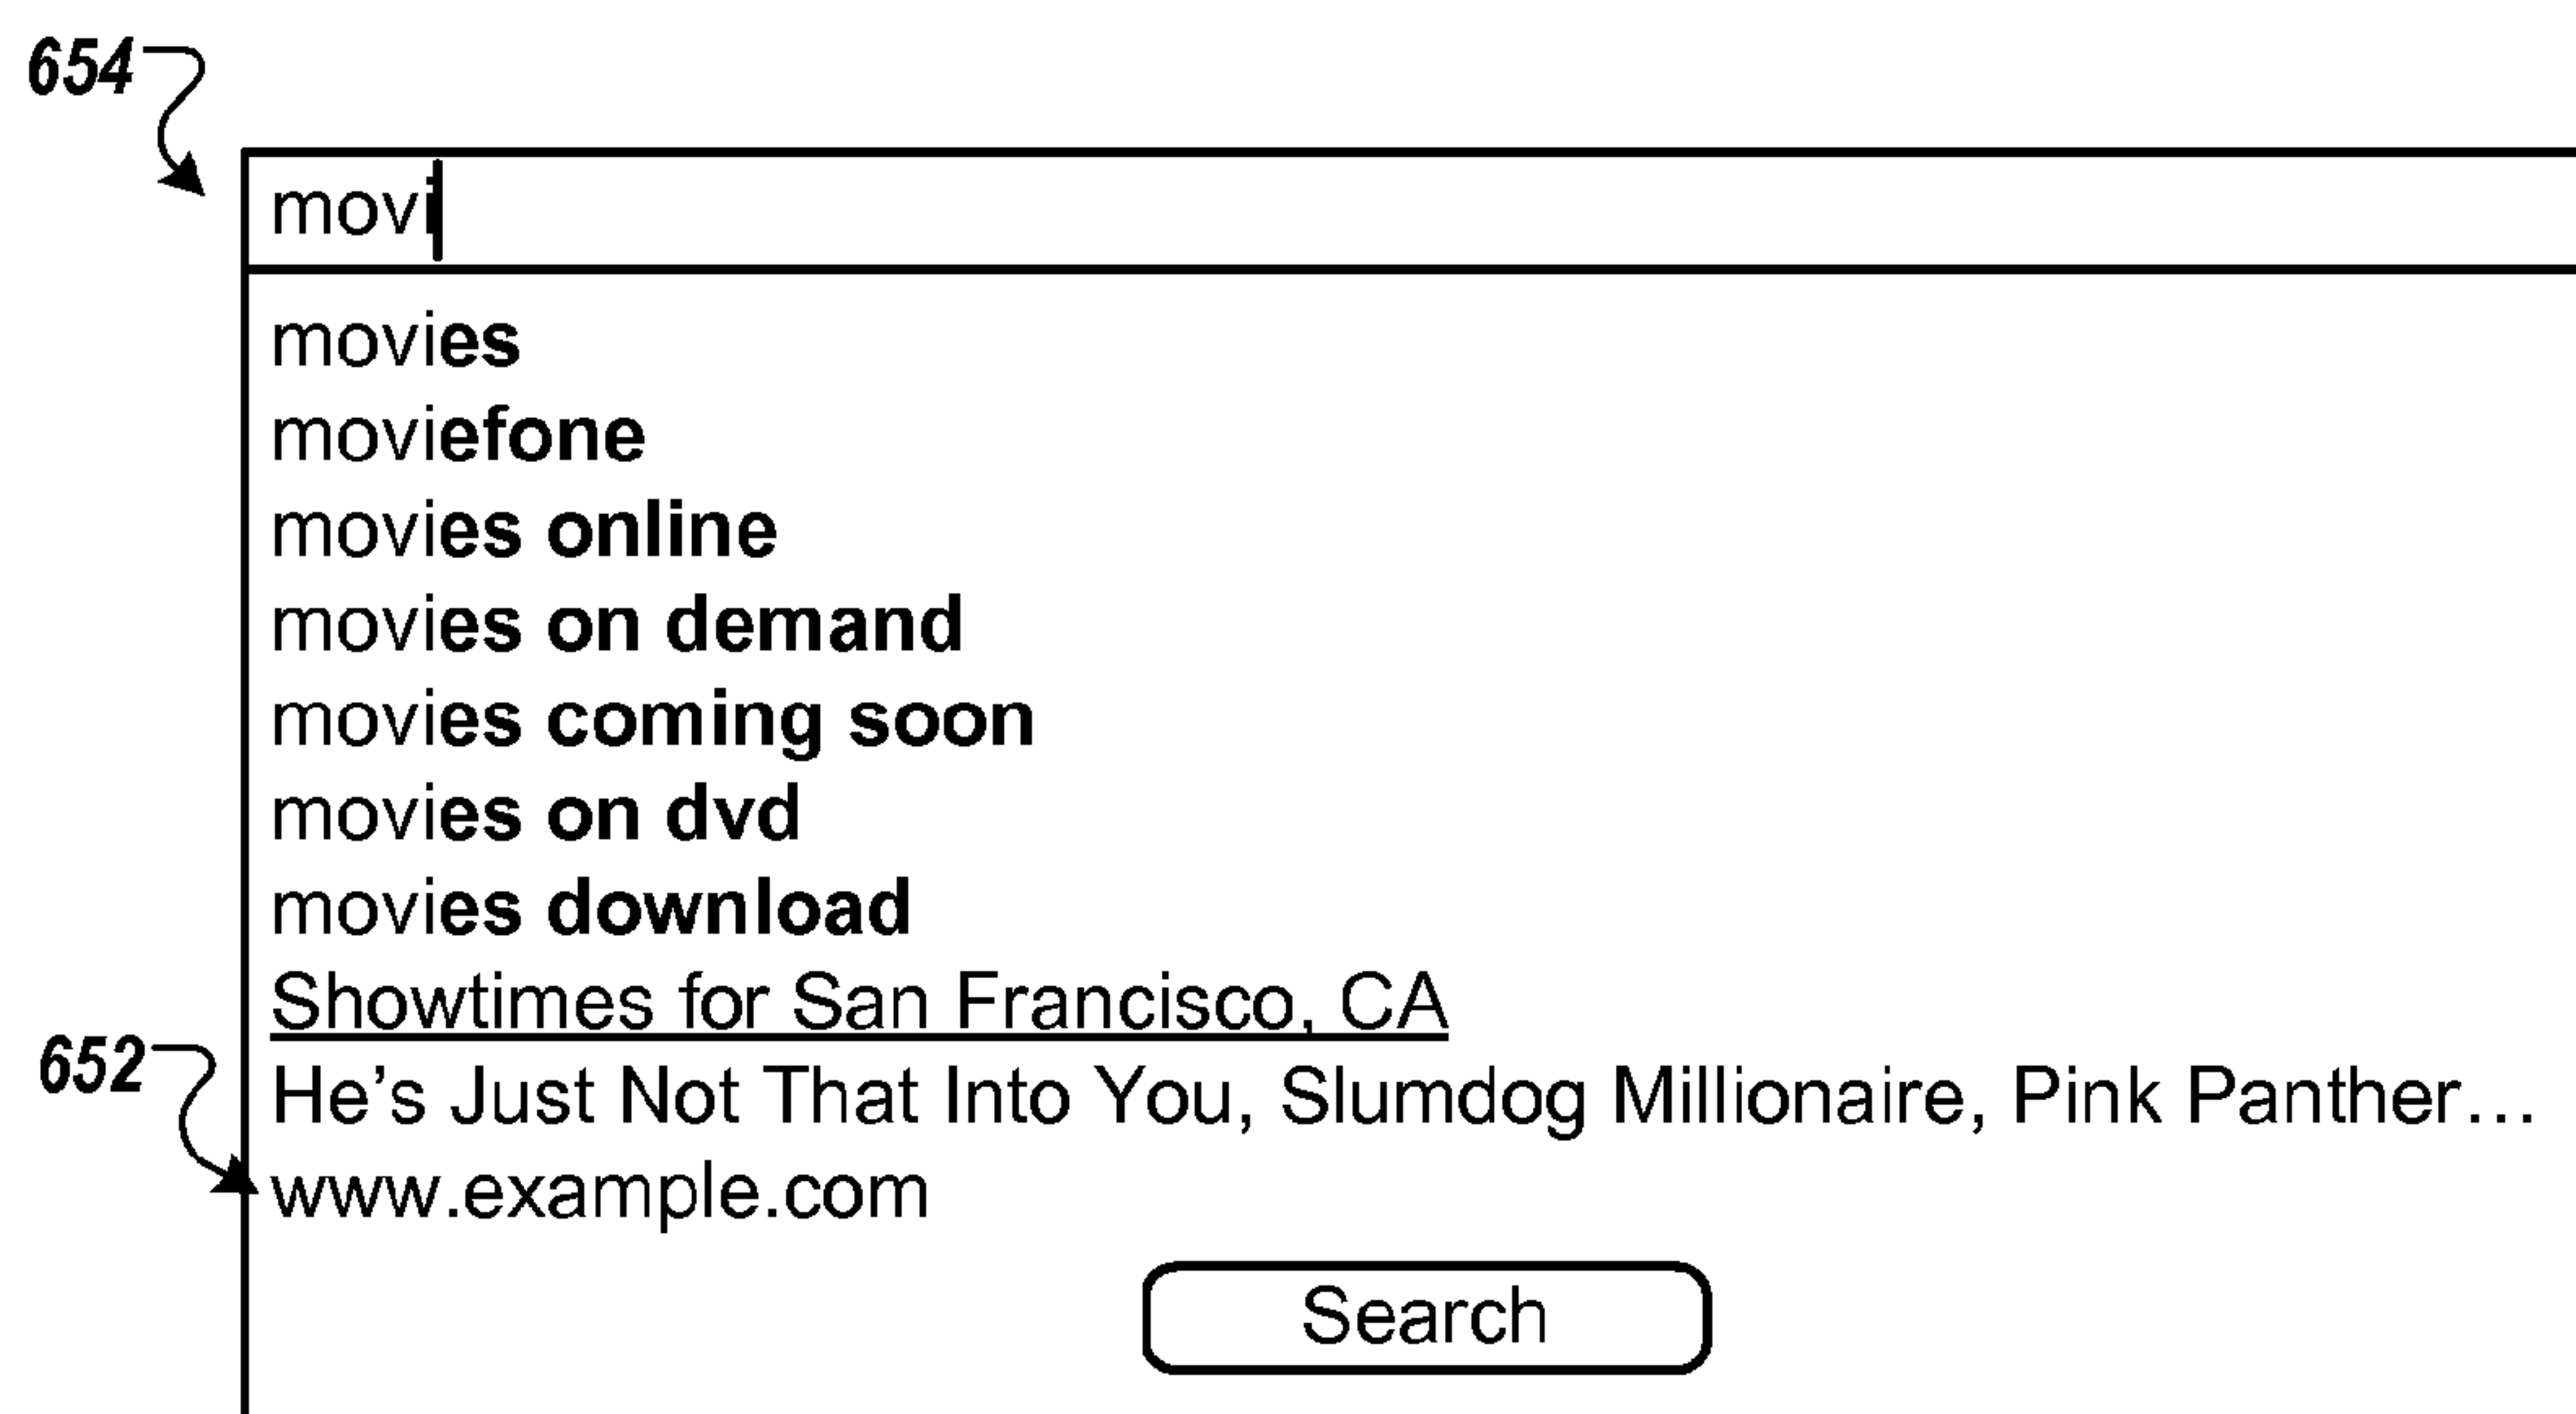 654
movi
movies
moviefone
movies online
movies on demand
movies coming soon
movies on dvd
movies download
Showtimes for San Francisco, CA
He’s Just Not That Into You, Slumdog Millionaire, Pink Panther…
652
www.example.com
Search